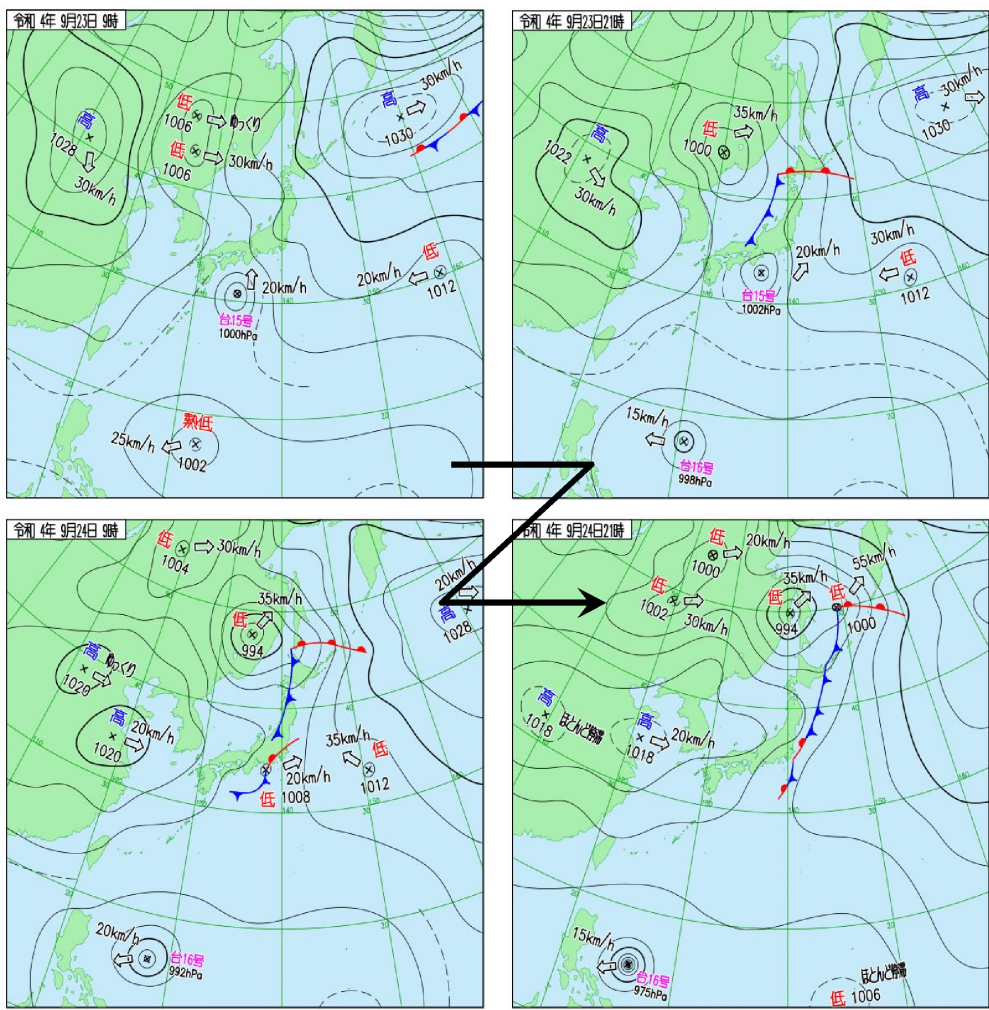 令和 4年 9月23日 9時
30km/h
高
低
1006
ゆっくり
高
1030
1028
低
1006
30km/h
30km/h
低
20km/h
20km/h
1012
台15号
1000hPa
熱低
25km/h
1002
令和 4年 9月23日21時
30km/h
高
35km/h
低
1030
高
1000
1022
30km/h
30km/h
20km/h
低
1012
台15号
1002hPa
15km/h
台16号
998hPa
令和 4年 9月24日 9時
低
30km/h
1004
20km/h
35km/h
高
低
1028
994
高
ゆっくり
1020
高
20km/h
1020
35km/h
低
20km/h
1012
低
1008
20km/h
台16号
992hPa
令和 4年 9月24日21時
低
20km/h
1000
55km/h
35km/h
低
低
1002
30km/h
低
994
1000
高
1018
ほとんど停滞
高
20km/h
1018
15km/h
台16号
975hPa
ほとんど停滞
低
1006